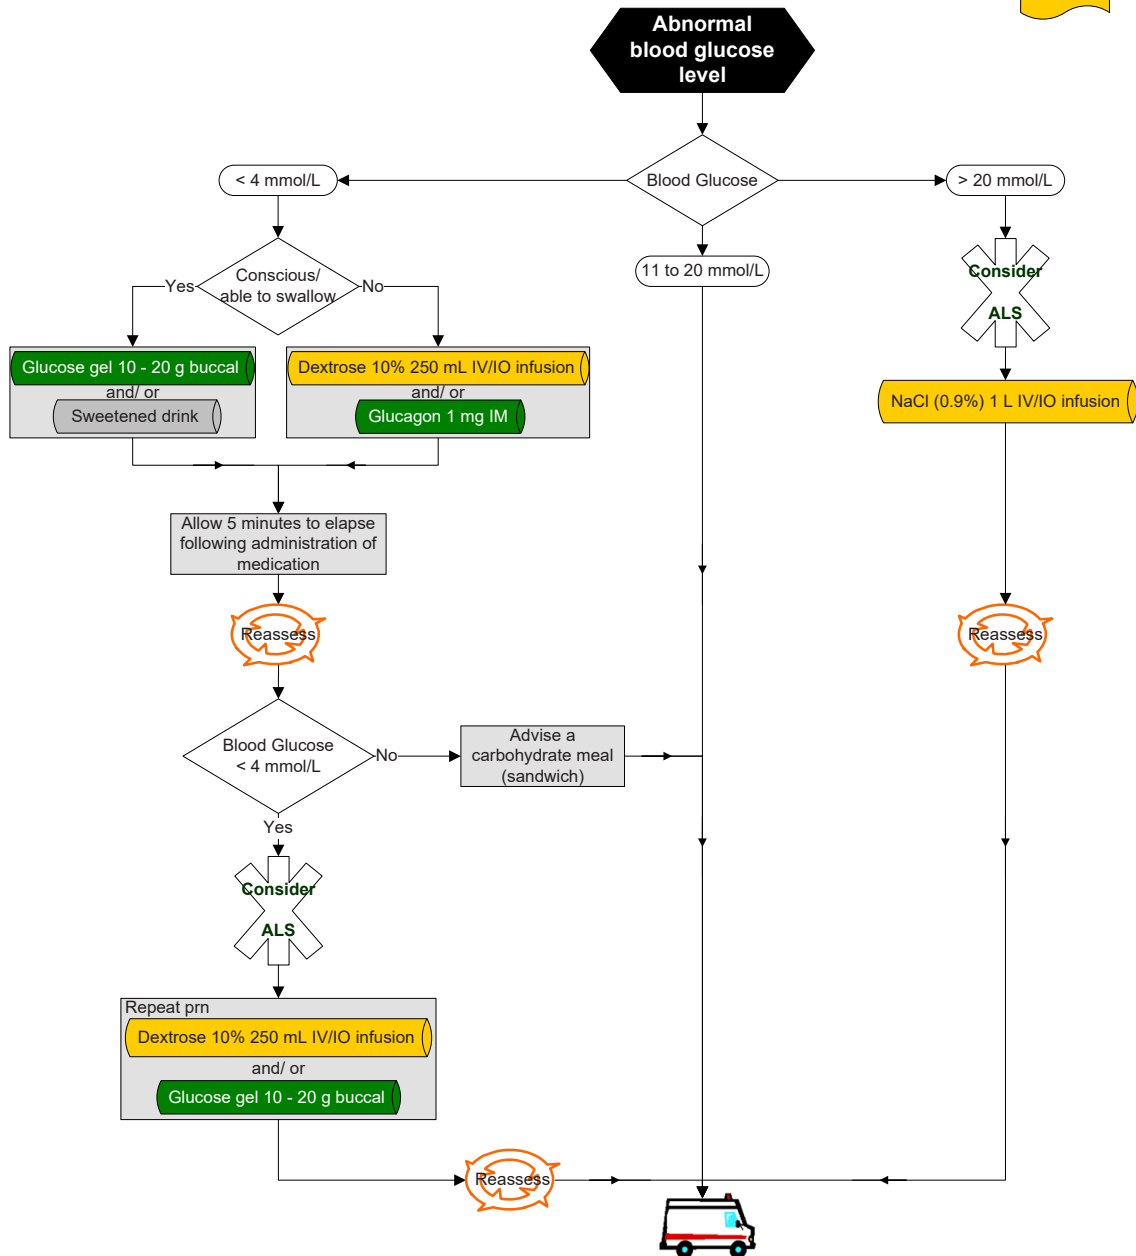 Abnormal
blood glucose
level
< 4 mmol/L
Blood Glucose
> 20 mmol/L
11 to 20 mmol/L
Conscious/
able to swallow
Yes
No
Consider
ALS
Glucose gel 10 - 20 g buccal
and/ or
Sweetened drink
Dextrose 10% 250 mL IV/IO infusion
and/ or
Glucagon 1 mg IM
NaCl (0.9%) 1 L IV/IO infusion
Allow 5 minutes to elapse
following administration of
medication
Reassess
Reassess
Blood Glucose
< 4 mmol/L
No
Advise a
carbohydrate meal
(sandwich)
Yes
Consider
ALS
Repeat prn
Dextrose 10% 250 mL IV/IO infusion
and/ or
Glucose gel 10 - 20 g buccal
Reassess